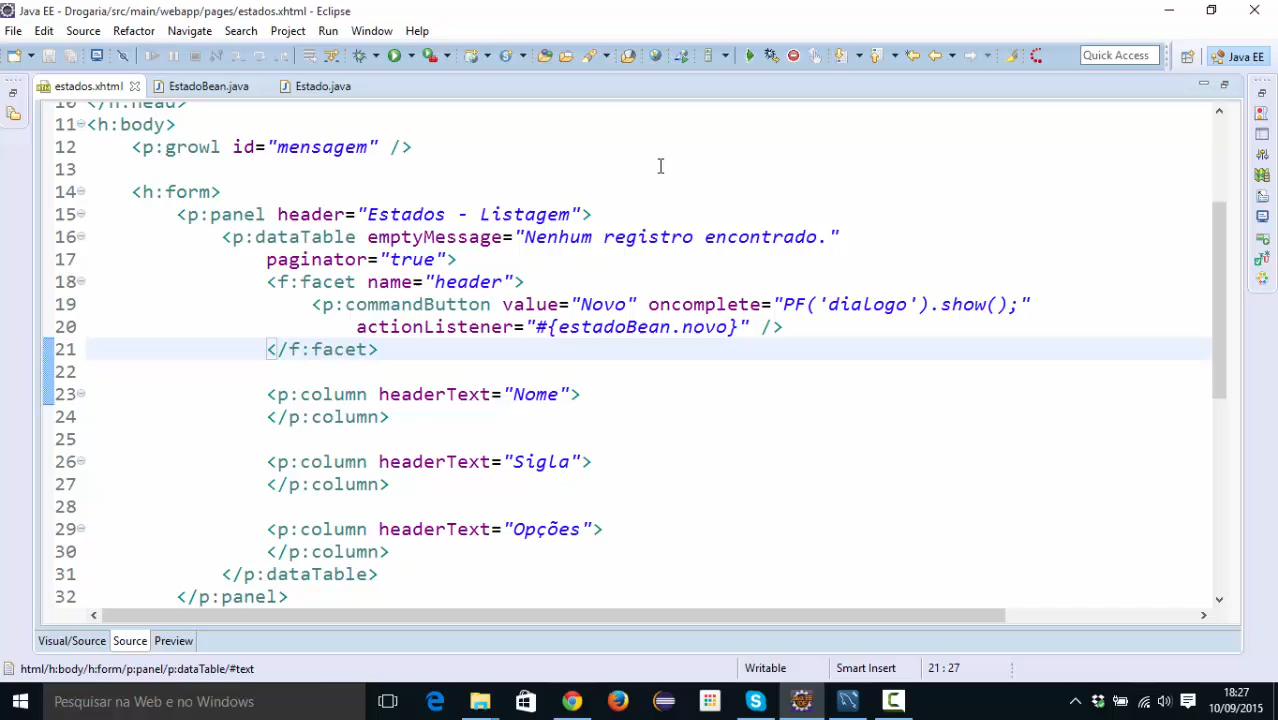 Java EE - Drogaria/src/main/webapp/pages/estados.xhtml - Eclipse
File Edit Source Refactor Navigate Search Project Run Window Help
Quick Access Java EE
estados.xhtml EstadoBean.java Estado.java
10 </h:head>
11 <h:body>
12 <p:growl id="mensagem" />
13
14 <h:form>
15 <p:panel header="Estados - Listagem">
16 <p:dataTable emptyMessage="Nenhum registro encontrado."
17 paginator="true">
18 <f:facet name="header">
19 <p:commandButton value="Novo" oncomplete="PF('dialogo').show();"
20 actionListener="#{estadoBean.novo}" />
21 </f:facet>
22
23 <p:column headerText="Nome">
24 </p:column>
25
26 <p:column headerText="Sigla">
27 </p:column>
28
29 <p:column headerText="Opções">
30 </p:column>
31 </p:dataTable>
32 </p:panel>
Visual/Source Source Preview
html/h:body/h:form/p:panel/p:dataTable/#text Writable Smart Insert 21 : 27
Pesquisar na Web e no Windows
18:27
10/09/2015